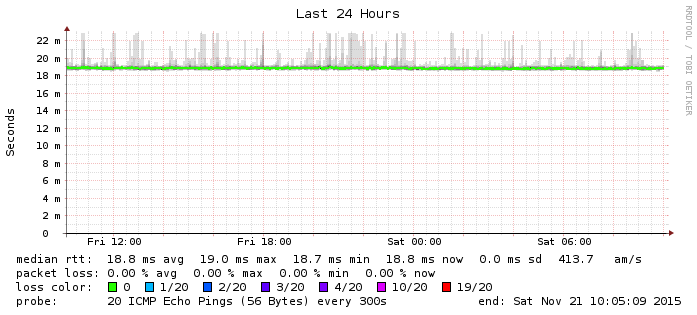 Last 24 Hours
RRDTOOL / TOBI OETIKER
Seconds
22 m
20 m
18 m
16 m
14 m
12 m
10 m
8 m
6 m
4 m
2 m
0
Fri 12:00 Fri 18:00 Sat 00:00 Sat 06:00
median rtt: 18.8 ms avg 19.0 ms max 18.7 ms min 18.8 ms now 0.0 ms sd 413.7 am/s
packet loss: 0.00 % avg 0.00 % max 0.00 % min 0.00 % now
loss color: 0 1/20 2/20 3/20 4/20 10/20 19/20
probe: 20 ICMP Echo Pings (56 Bytes) every 300s end: Sat Nov 21 10:05:09 2015